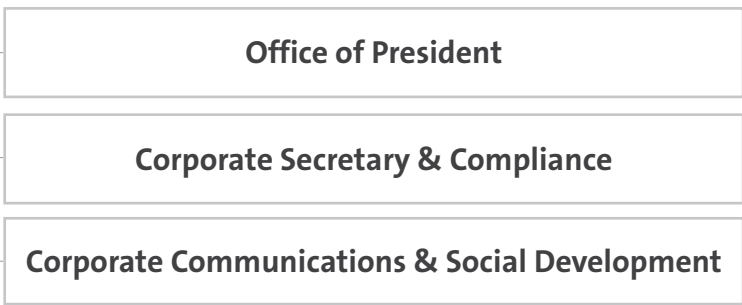 Office of President
Corporate Secretary & Compliance
Corporate Communications & Social Development